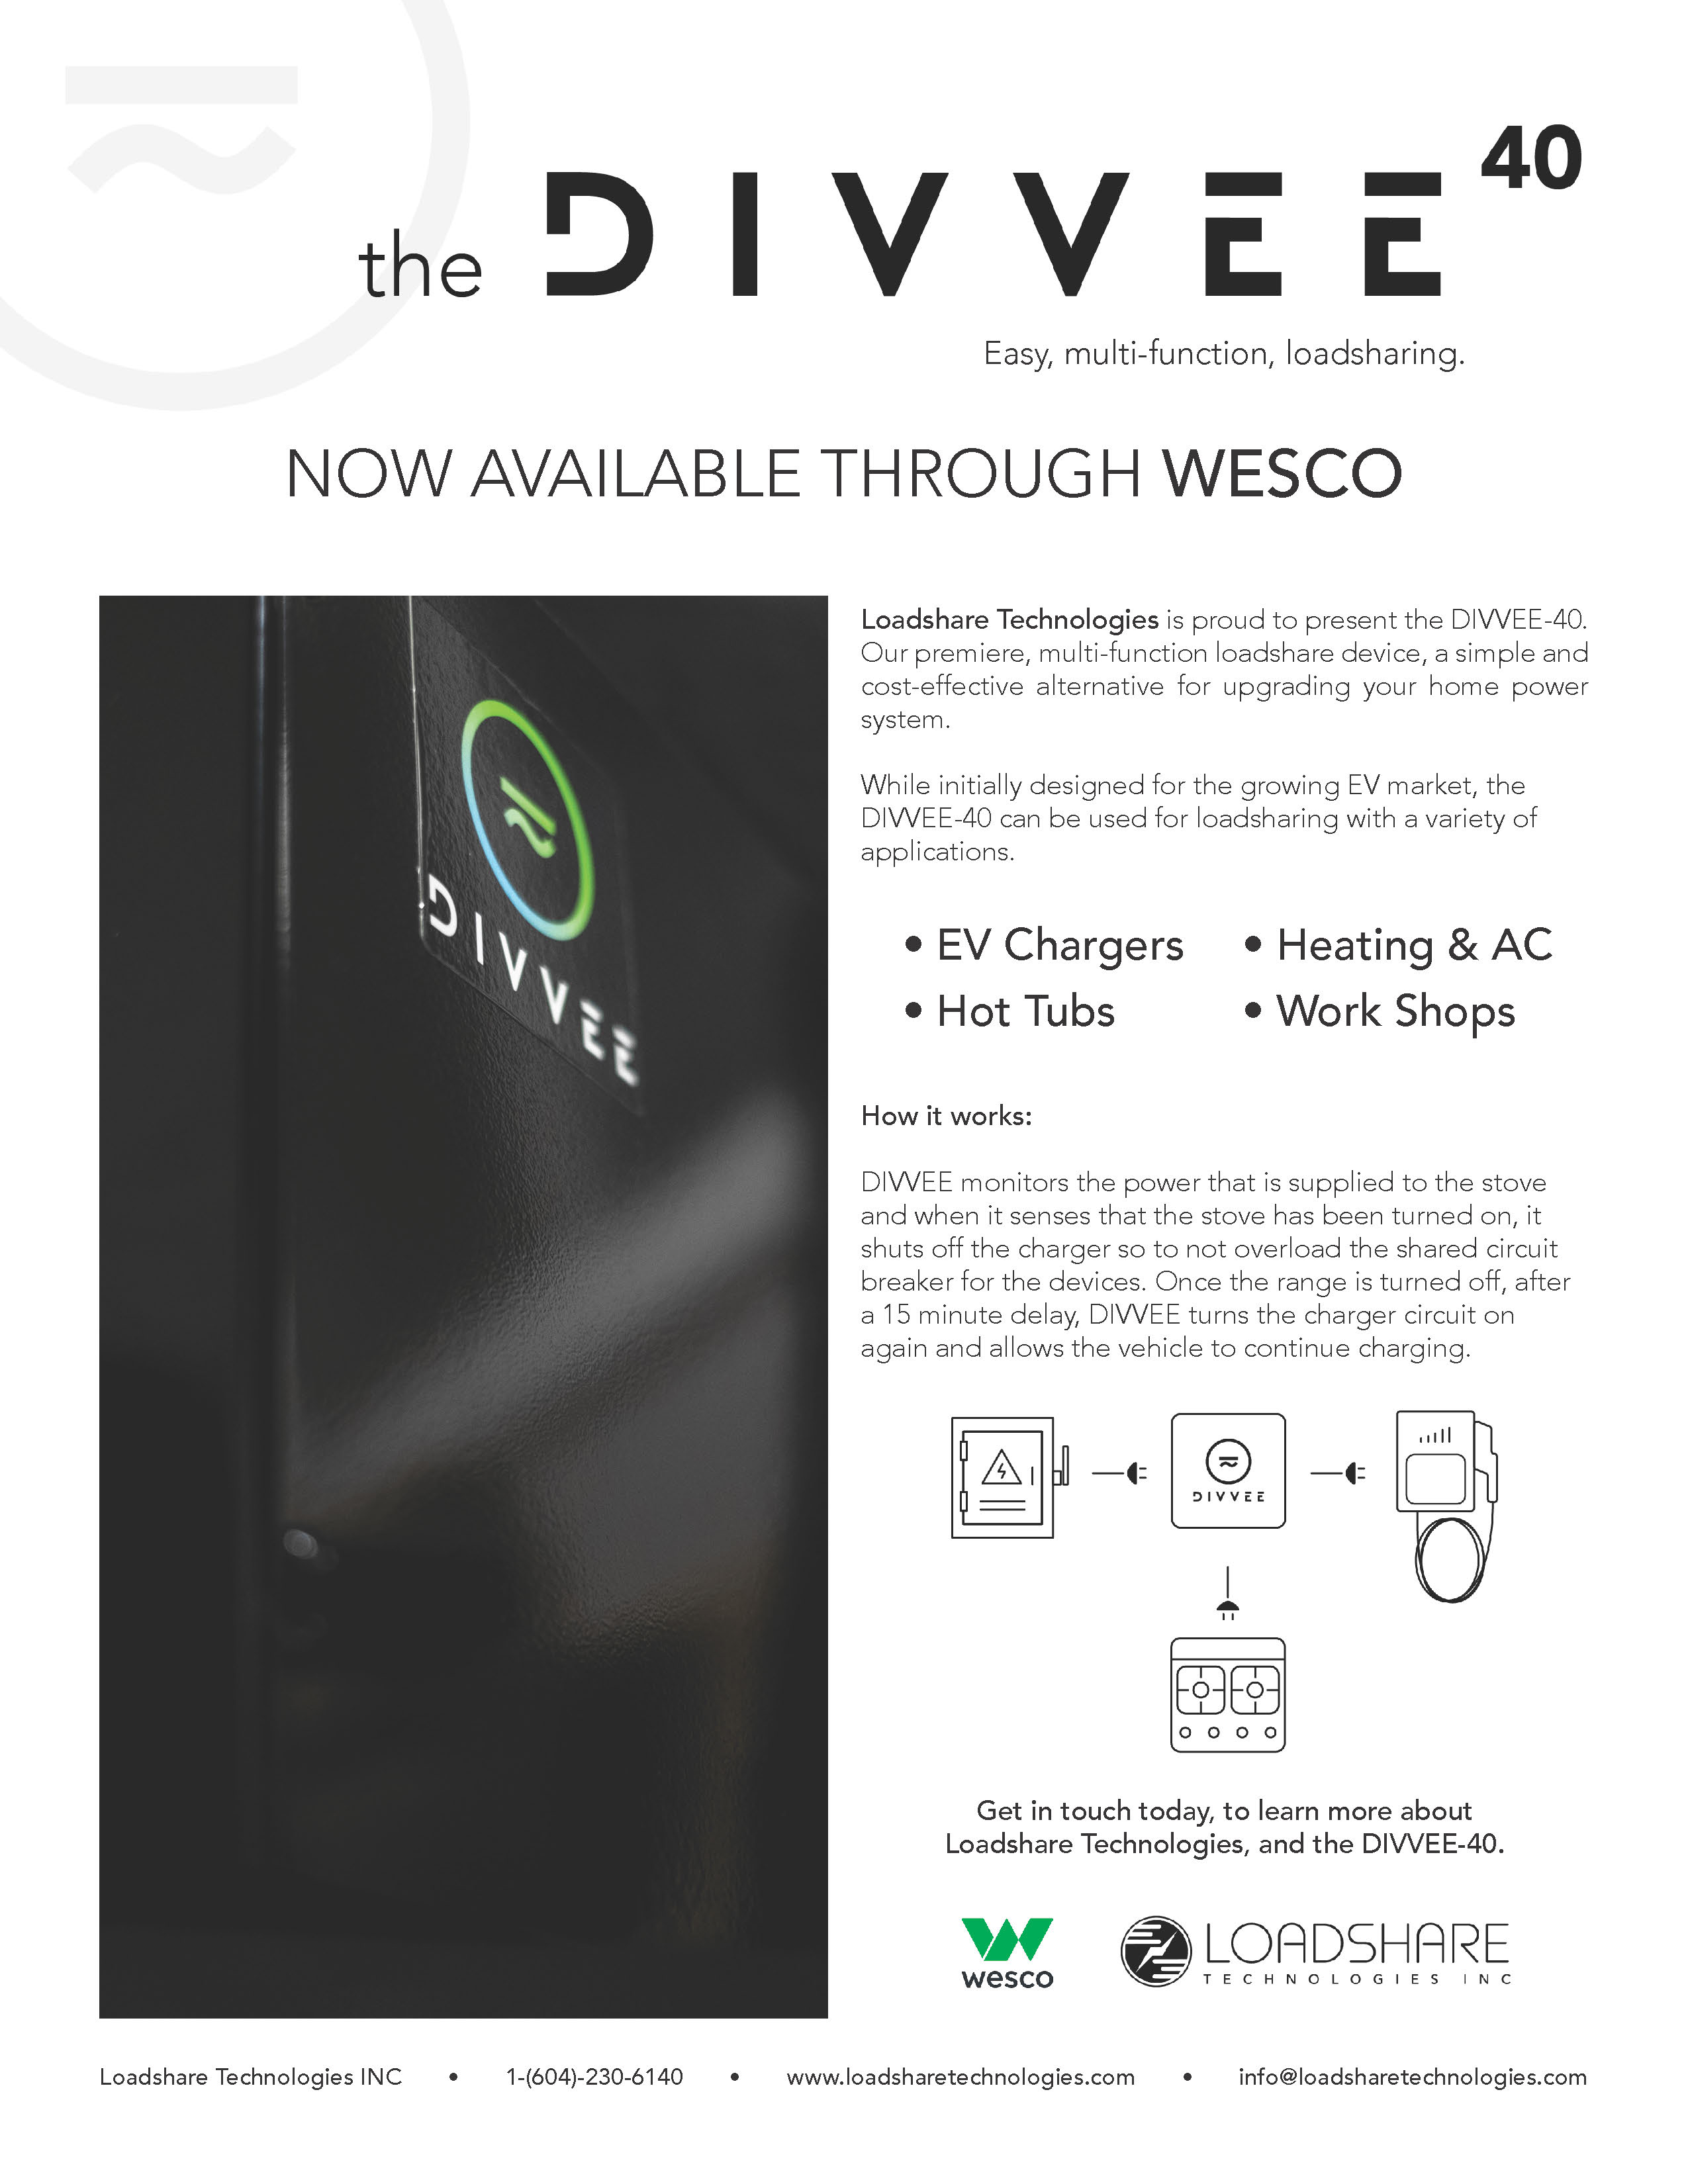 the DIVVEE 40
Easy, multi-function, loadsharing.
NOW AVAILABLE THROUGH WESCO
DIVVEE
Loadshare Technologies is proud to present the DIVVEE-40.
Our premiere, multi-function loadshare device, a simple and
cost-effective alternative for upgrading your home power
system.
While initially designed for the growing EV market, the
DIVVEE-40 can be used for loadsharing with a variety of
applications.
• EV Chargers
• Heating & AC
• Hot Tubs
• Work Shops
How it works:
DIVVEE monitors the power that is supplied to the stove
and when it senses that the stove has been turned on, it
shuts off the charger so to not overload the shared circuit
breaker for the devices. Once the range is turned off, after
a 15 minute delay, DIVVEE turns the charger circuit on
again and allows the vehicle to continue charging.
DIVVEE
Get in touch today, to learn more about
Loadshare Technologies, and the DIVVEE-40.
wesco
LOADSHARE
TECHNOLOGIES INC
Loadshare Technologies INC • 1-(604)-230-6140 • www.loadsharetechnologies.com • info@loadsharetechnologies.com